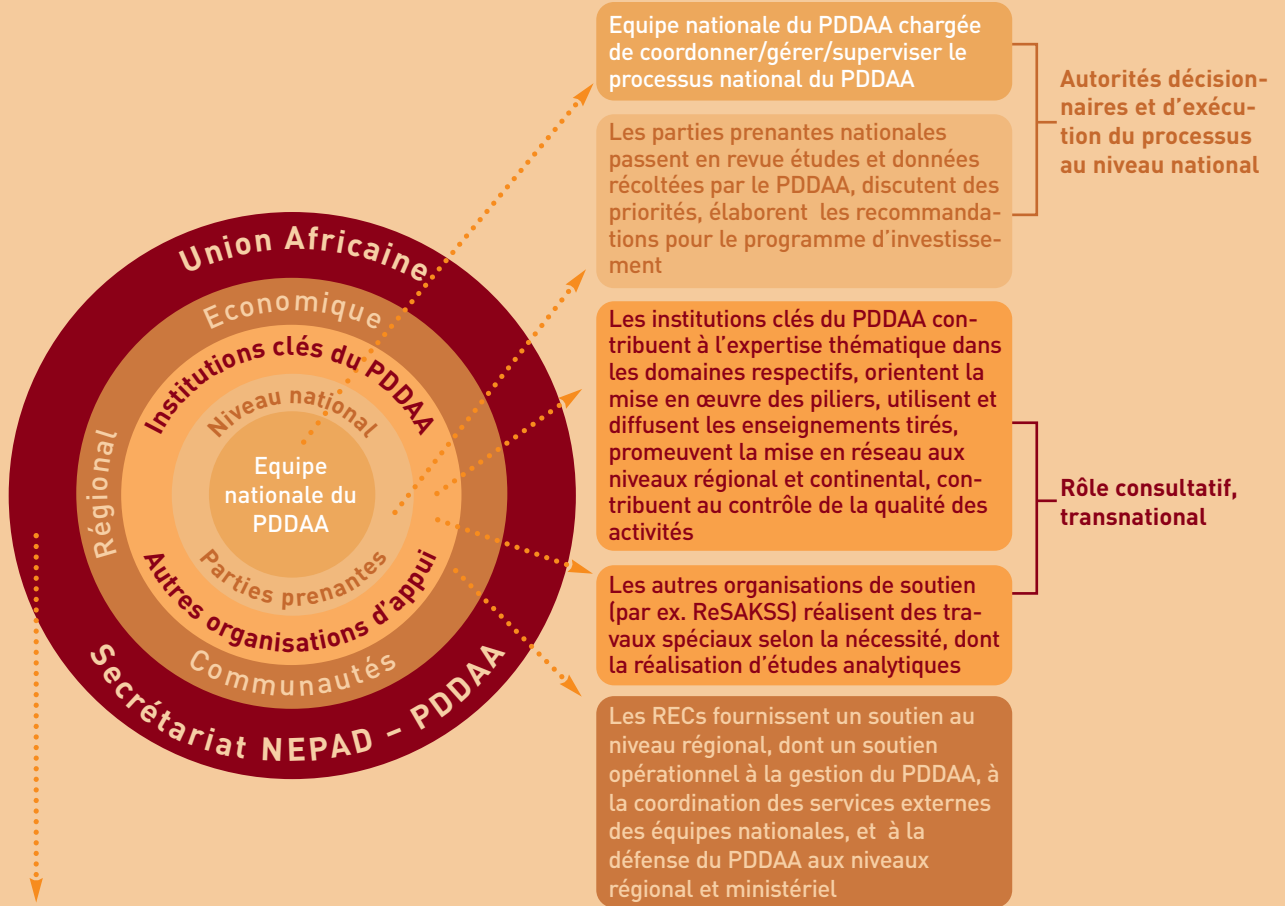 Equipe nationale du PDDAA chargée
de coordonner/gérer/superviser le
processus national du PDDAA
Autorités décision-
naires et d’exécu-
tion du processus
au niveau national
Les parties prenantes nationales
passent en revue études et données
récoltées par le PDDAA, discutent des
priorités, élaborent les recommanda-
tions pour le programme d’investisse-
ment
Union Africaine
Economique
Institutions clés du PDDAA
Niveau national
Régional
Equipe
nationale du
PDDAA
Parties prenantes
Autres organisations d’appui
Communautés
Secrétariat NEPAD – PDDAA
Les institutions clés du PDDAA con-
tribuent à l’expertise thématique dans
les domaines respectifs, orientent la
mise en œuvre des piliers, utilisent et
diffusent les enseignements tirés,
promeuvent la mise en réseau aux
niveaux régional et continental, con-
tribuent au contrôle de la qualité des
activités
Rôle consultatif,
transnational
Les autres organisations de soutien
(par ex. ReSAKSS) réalisent des tra-
vaux spéciaux selon la nécessité, dont
la réalisation d’études analytiques
Les RECs fournissent un soutien au
niveau régional, dont un soutien
opérationnel à la gestion du PDDAA, à
la coordination des services externes
des équipes nationales, et à la
défense du PDDAA aux niveaux
régional et ministériel